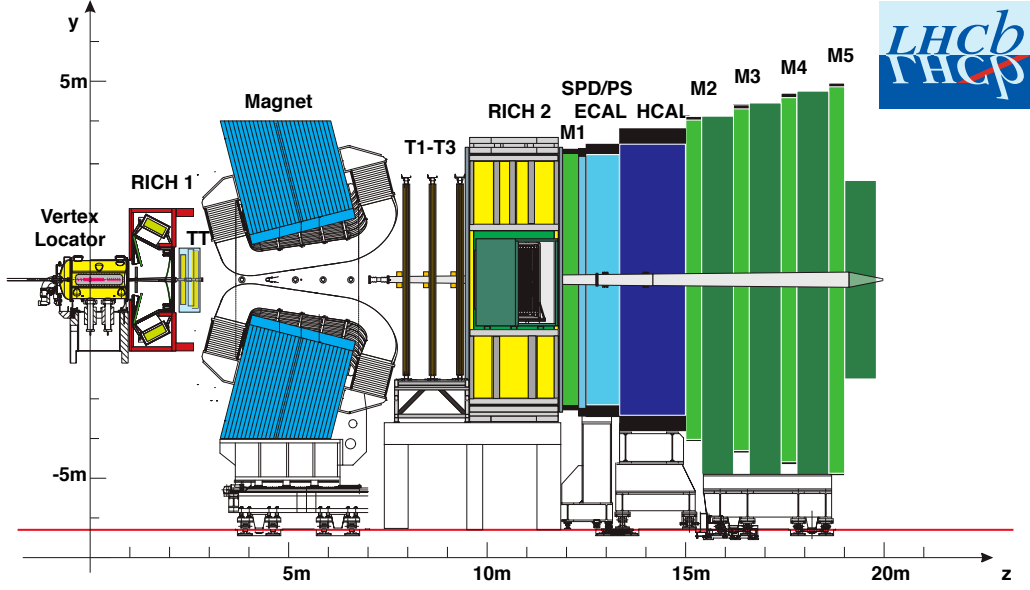 y
5m
Magnet
RICH 1
Vertex
Locator
TT
T1-T3
RICH 2
SPD/PS
ECAL
HCAL
M1
M2
M3
M4
M5
LHCb
LHCb
-5m
5m
10m
15m
20m
z